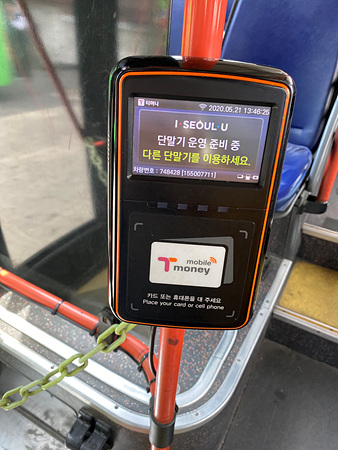 티머니 2020.05.21 13:46:25
I·SEOUL·U
단말기 운영 준비 중
다른 단말기를 이용하세요.
차량번호 : 748428 [155007711]
mobile
T money
카드 또는 휴대폰을 대 주세요
Place your card or cell phone